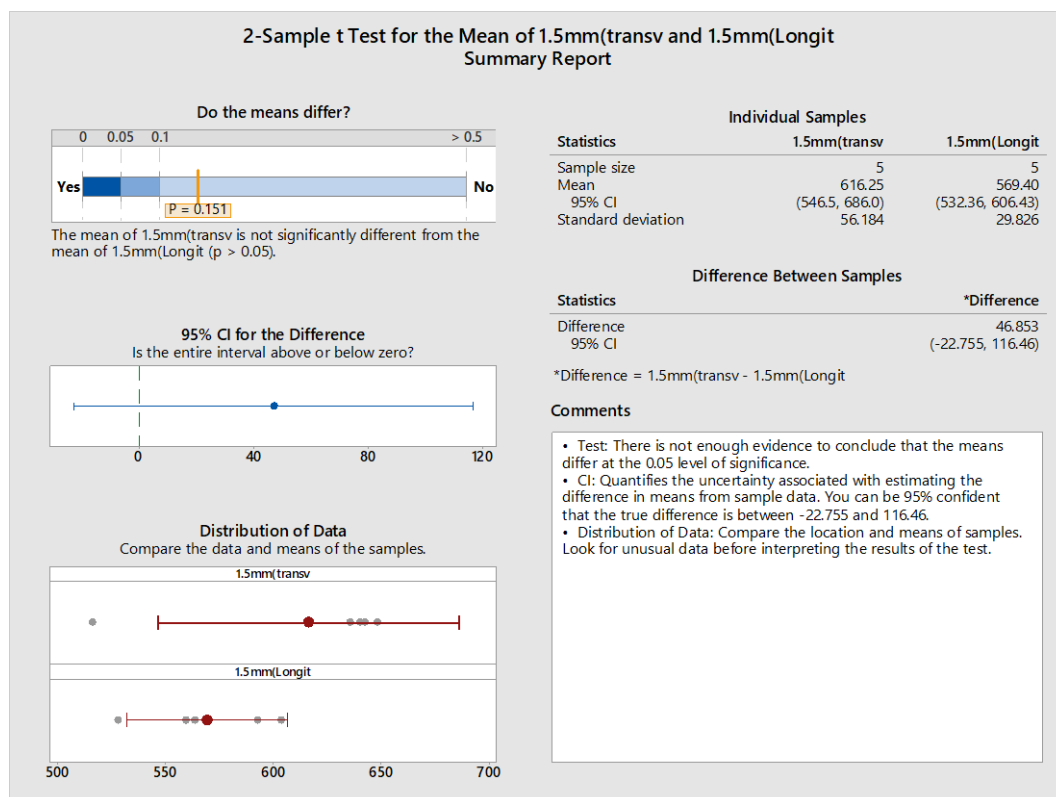 2-Sample t Test for the Mean of 1.5mm(transv and 1.5mm(Longit
Summary Report
Do the means differ?
0 0.05 0.1 > 0.5
Yes No
P = 0.151
The mean of 1.5mm(transv is not significantly different from the
mean of 1.5mm(Longit (p > 0.05).
95% CI for the Difference
Is the entire interval above or below zero?
0 40 80 120
Distribution of Data
Compare the data and means of the samples.
1.5mm(transv
1.5mm(Longit
500 550 600 650 700
Individual Samples
Statistics 1.5mm(transv 1.5mm(Longit
Sample size 5 5
Mean 616.25 569.40
95% CI (546.5, 686.0) (532.36, 606.43)
Standard deviation 56.184 29.826
Difference Between Samples
Statistics *Difference
Difference 46.853
95% CI (-22.755, 116.46)
*Difference = 1.5mm(transv - 1.5mm(Longit
Comments
• Test: There is not enough evidence to conclude that the means
differ at the 0.05 level of significance.
• CI: Quantifies the uncertainty associated with estimating the
difference in means from sample data. You can be 95% confident
that the true difference is between -22.755 and 116.46.
• Distribution of Data: Compare the location and means of samples.
Look for unusual data before interpreting the results of the test.